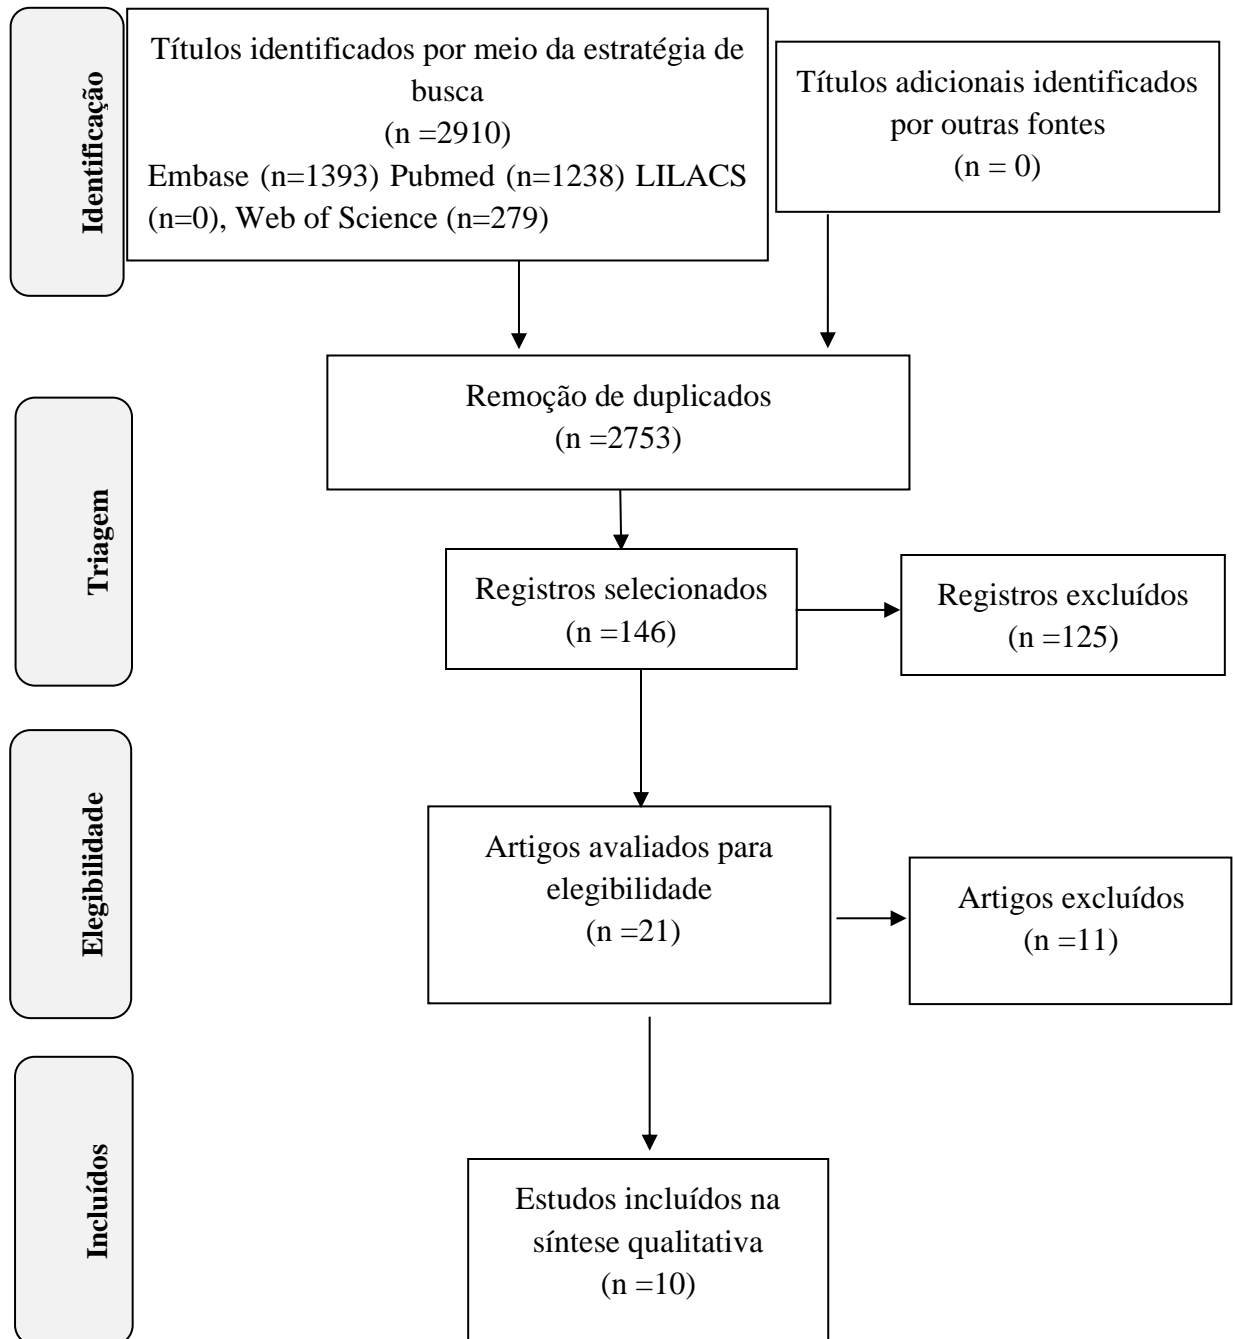 Identificação
Títulos identificados por meio da estratégia de
busca
(n =2910)
Embase (n=1393) Pubmed (n=1238) LILACS
(n=0), Web of Science (n=279)
Títulos adicionais identificados
por outras fontes
(n = 0)
Remoção de duplicados
(n =2753)
Triagem
Registros selecionados
(n =146)
Registros excluídos
(n =125)
Elegibilidade
Artigos avaliados para
elegibilidade
(n =21)
Artigos excluídos
(n =11)
Incluídos
Estudos incluídos na
síntese qualitativa
(n =10)